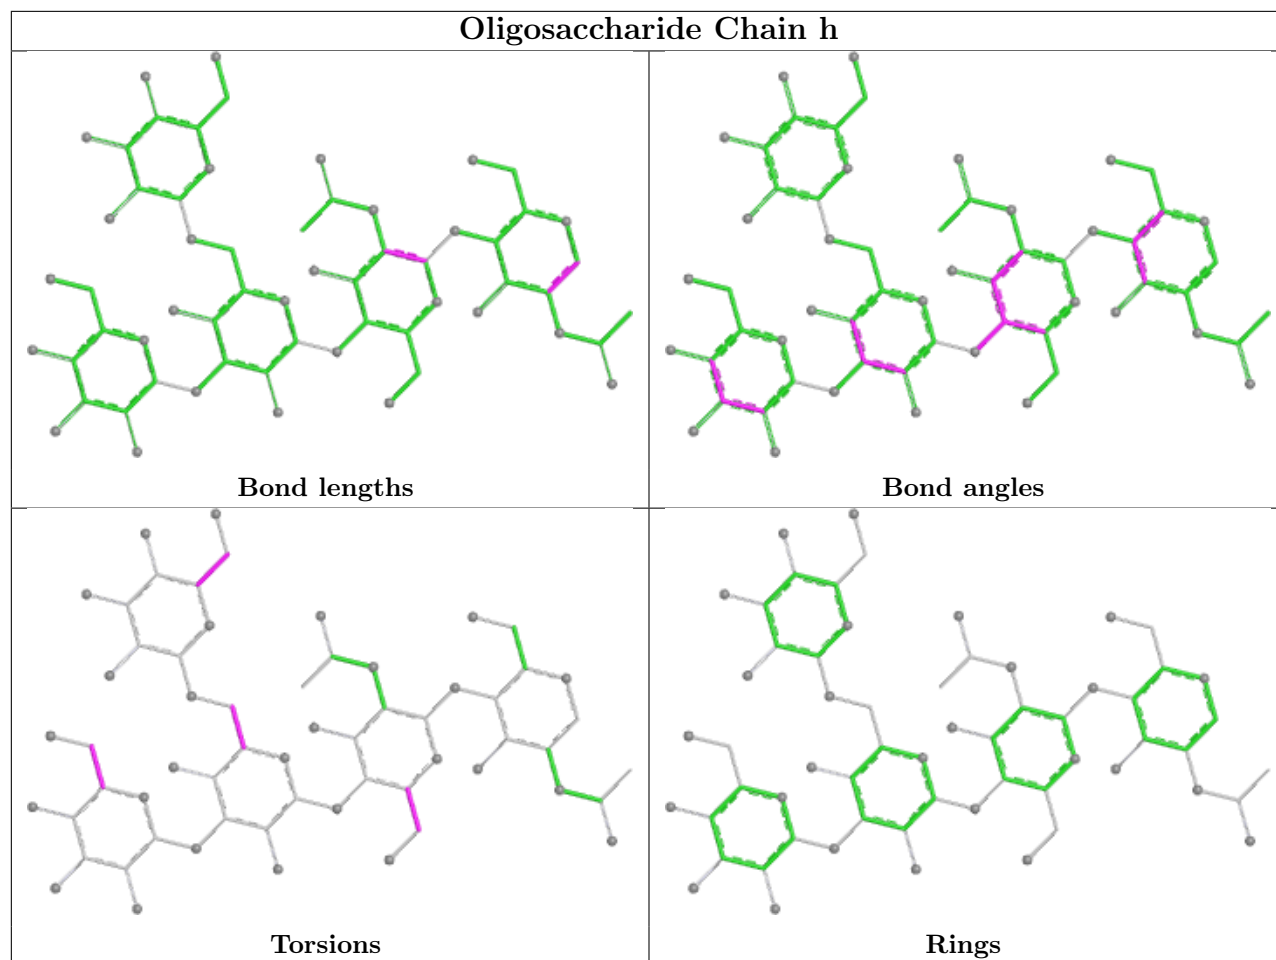 Oligosaccharide Chain h
Bond lengths
Bond angles
Torsions
Rings